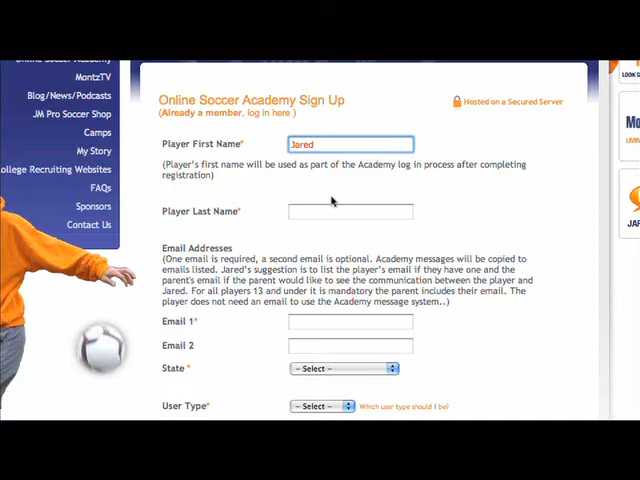 MontzTV
Blog/News/Podcasts
JM Pro Soccer Shop
Camps
My Story
College Recruiting Websites
FAQs
Sponsors
Contact Us
Online Soccer Academy Sign Up
(Already a member, log in here )
Hosted on a Secured Server
Player First Name*
Jared
(Player's first name will be used as part of the Academy log in process after completing
registration)
Player Last Name*
Email Addresses
(One email is required, a second email is optional. Academy messages will be copied to
emails listed. Jared's suggestion is to list the player's email if they have one and the
parent's email if the parent would like to see the communication between the player and
Jared. For all players 13 and under it is mandatory the parent includes their email. The
player does not need an email to use the Academy message system..)
Email 1*
Email 2
State *
– Select –
User Type*
– Select –
Which user type should I be?
LOOK G
Mo
LIVIN
JAR